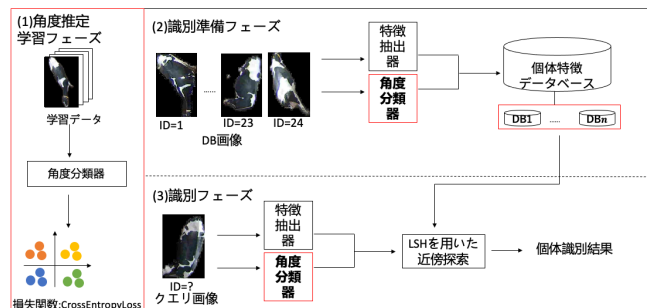 (1)角度推定
学習フェーズ
学習データ
角度分類器
損失関数:CrossEntropyLoss
(2)識別準備フェーズ
ID=1
......
ID=23
ID=24
DB画像
特徴
抽出
器
角度
分類
器
個体特徴
データベース
DB1
.....
DBn
(3)識別フェーズ
ID=?
クエリ画像
特徴
抽出
器
角度
分類
器
LSHを用いた
近傍探索
個体識別結果